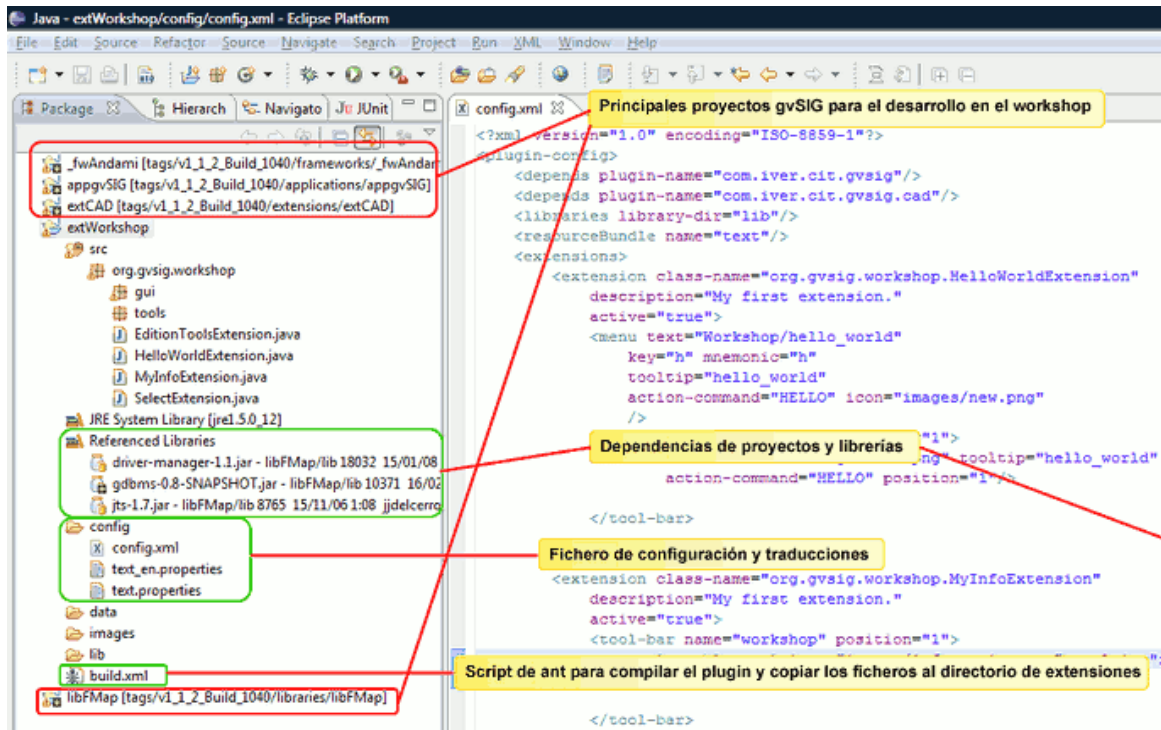 Java - extWorkshop/config/config.xml - Eclipse Platform
File Edit Source Refactor Source Navigate Search Project Run XML Window Help
Package Hierarch Navigato JUnit
_fwAndami [tags/v1_1_2_Build_1040/frameworks/_fwAndar
appgvSIG [tags/v1_1_2_Build_1040/applications/appgvSIG]
extCAD [tags/v1_1_2_Build_1040/extensions/extCAD]
extWorkshop
src
org.gvsig.workshop
gui
tools
EditionToolsExtension.java
HelloWorldExtension.java
MyInfoExtension.java
SelectExtension.java
JRE System Library [jre1.5.0_12]
Referenced Libraries
driver-manager-1.1.jar - libFMap/lib 18032 15/01/08
gdbms-0.8-SNAPSHOT.jar - libFMap/lib 10371 16/02
jts-1.7.jar - libFMap/lib 8765 15/11/06 1:08 jjdelcerro
config
config.xml
text_en.properties
text.properties
data
images
lib
build.xml
libFMap [tags/v1_1_2_Build_1040/libraries/libFMap]
config.xml
Principales proyectos gvSIG para el desarrollo en el workshop
<?xml version="1.0" encoding="ISO-8859-1"?>
<plugin-config>
<depends plugin-name="com.iver.cit.gvsig"/>
<depends plugin-name="com.iver.cit.gvsig.cad"/>
<libraries library-dir="lib"/>
<resourceBundle name="text"/>
<extensions>
<extension class-name="org.gvsig.workshop.HelloWorldExtension"
description="My first extension."
active="true">
<menu text="Workshop/hello_world"
key="h" mnemonic="h"
tooltip="hello_world"
action-command="HELLO" icon="images/new.png"
/>
Dependencias de proyectos y librerías
"1">
tooltip="hello_world"
action-command="HELLO" position="1"/>
</tool-bar>
Fichero de configuración y traducciones
<extension class-name="org.gvsig.workshop.MyInfoExtension"
description="My first extension."
active="true">
<tool-bar name="workshop" position="1">
Script de ant para compilar el plugin y copiar los ficheros al directorio de extensiones
</tool-bar>